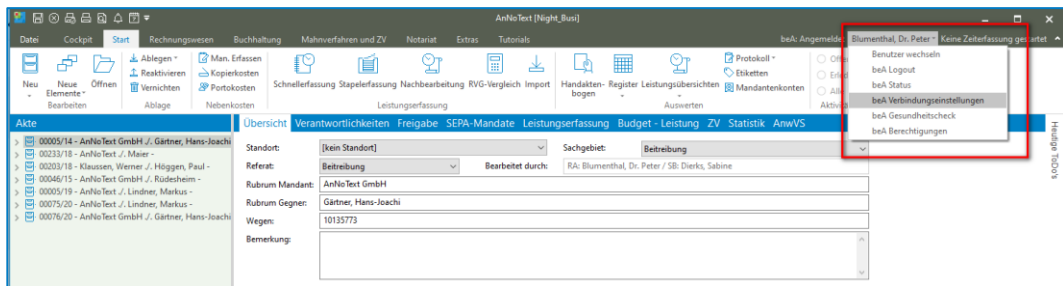 AnNoText [Night_Busi]
Datei Cockpit Start Rechnungswesen Buchhaltung Mahnverfahren und ZV Notariat Extras Tutorials beA: Angemeldet Blumenthal, Dr. Peter Keine Zeiterfassung gestartet
Neu
Neue Elemente
Öffnen
Bearbeiten
Ablegen
Reaktivieren
Vernichten
Ablage
Man. Erfassen
Kopierkosten
Portokosten
Nebenkosten
Schnellerfassung Stapelerfassung Nachbearbeitung RVG-Vergleich Import
Leistungserfassung
Handakten-
bogen
Register Leistungsübersichten
Protokoll
Etiketten
Mandantenkonten
Auswerten
Benutzer wechseln
beA Logout
beA Status
beA Verbindungseinstellungen
beA Gesundheitscheck
beA Berechtigungen
Akte
00005/14 - AnNoText GmbH ./. Gärtner, Hans-Joachi
00233/18 - Maier -
00203/18 - Klaussen, Werner ./. Höggen, Paul -
00046/15 - AnNoText GmbH ./. Rüdesheim -
00005/19 - AnNoText ./. Lindner, Markus -
00075/20 - AnNoText ./. Lindner, Markus -
00076/20 - AnNoText GmbH ./. Gärtner, Hans-Joachi
Übersicht Verantwortlichkeiten Freigabe SEPA-Mandate Leistungserfassung Budget - Leistung ZV Statistik AnwVS
Standort: [kein Standort] Sachgebiet: Beitreibung
Referat: Beitreibung Bearbeitet durch: RA: Blumenthal, Dr. Peter / SB: Dierks, Sabine
Rubrum Mandant: AnNoText GmbH
Rubrum Gegner: Gärtner, Hans-Joachi
Wegen: 10135773
Bemerkung:
Heutige ToDo's